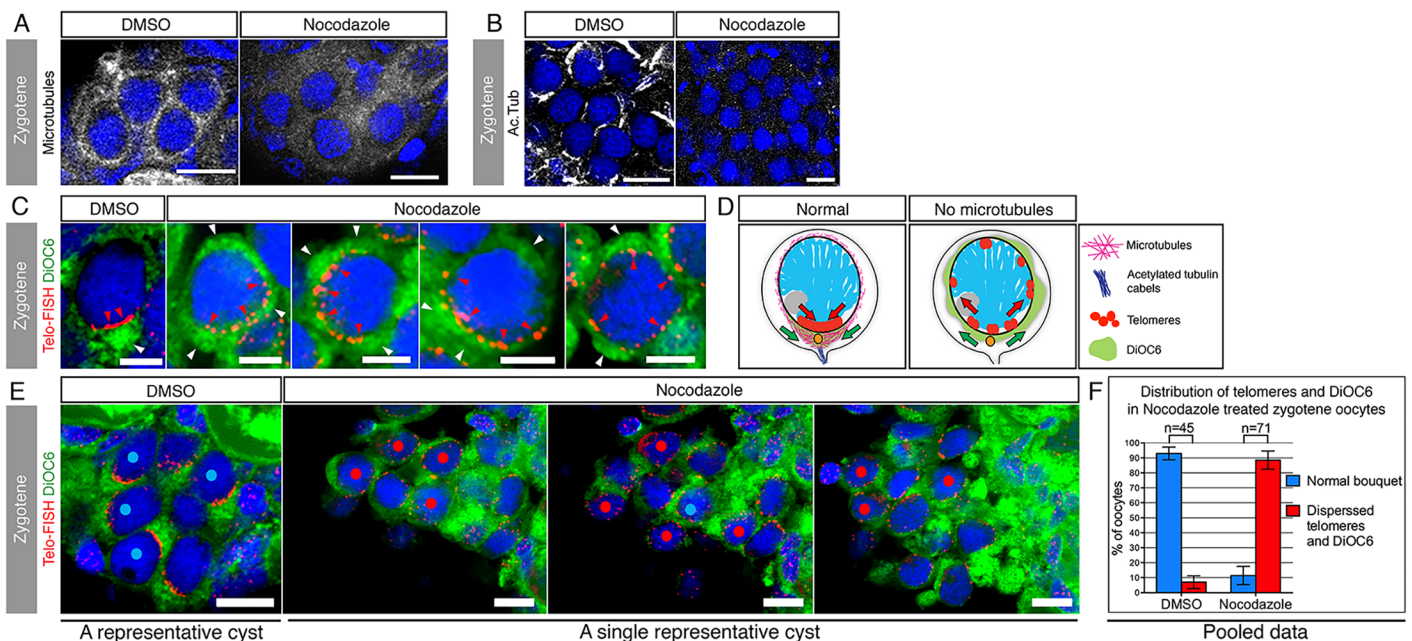 A
DMSO
Nocodazole
Zygotene
Microtubules
B
DMSO
Nocodazole
Zygotene
Ac.Tub
C
DMSO
Nocodazole
Zygotene
Telo-FISH DiOC6
D
Normal
No microtubules
Microtubules
Acetylated tubulin
cabels
Telomeres
DiOC6
E
DMSO
Nocodazole
Zygotene
Telo-FISH DiOC6
A representative cyst
A single representative cyst
F
Distribution of telomeres and DiOC6
in Nocodazole treated zygotene oocytes
n=45
n=71
% of oocytes
100
90
80
70
60
50
40
30
20
10
0
DMSO
Nocodazole
Normal bouquet
Disperssed
telomeres
and DiOC6
Pooled data